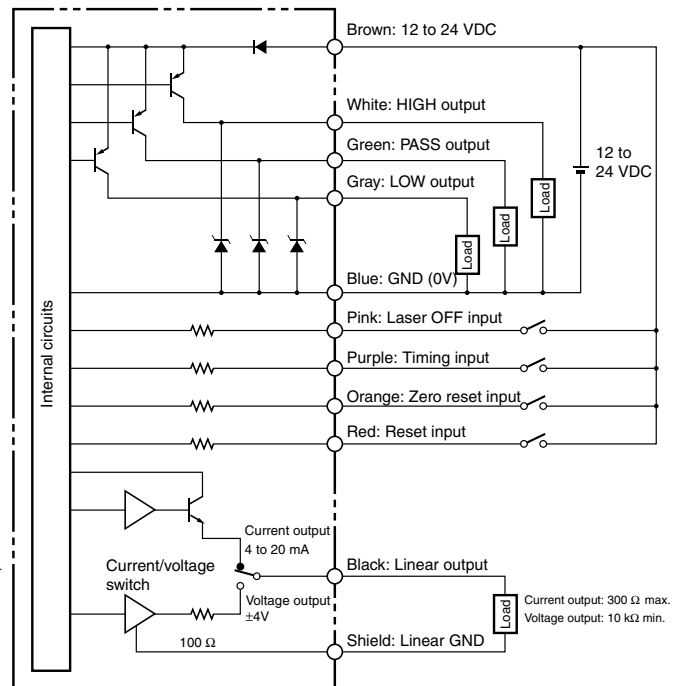 Brown: 12 to 24 VDC
White: HIGH output
Green: PASS output
Gray: LOW output
12 to
24 VDC
Load
Load
Load
Blue: GND (0V)
Internal circuits
Pink: Laser OFF input
Purple: Timing input
Orange: Zero reset input
Red: Reset input
Current output
4 to 20 mA
Current/voltage
switch
Black: Linear output
Voltage output
±4V
Load
Current output: 300 Ω max.
Voltage output: 10 kΩ min.
100 Ω
Shield: Linear GND